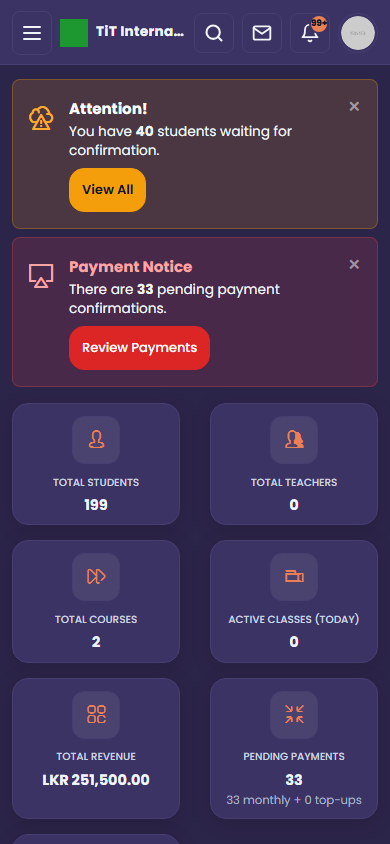 TiT Interna...
99+
Attention!
You have 40 students waiting for
confirmation.
View All
Payment Notice
There are 33 pending payment
confirmations.
Review Payments
TOTAL STUDENTS
199
TOTAL TEACHERS
0
TOTAL COURSES
2
ACTIVE CLASSES (TODAY)
0
TOTAL REVENUE
LKR 251,500.00
PENDING PAYMENTS
33
33 monthly + 0 top-ups